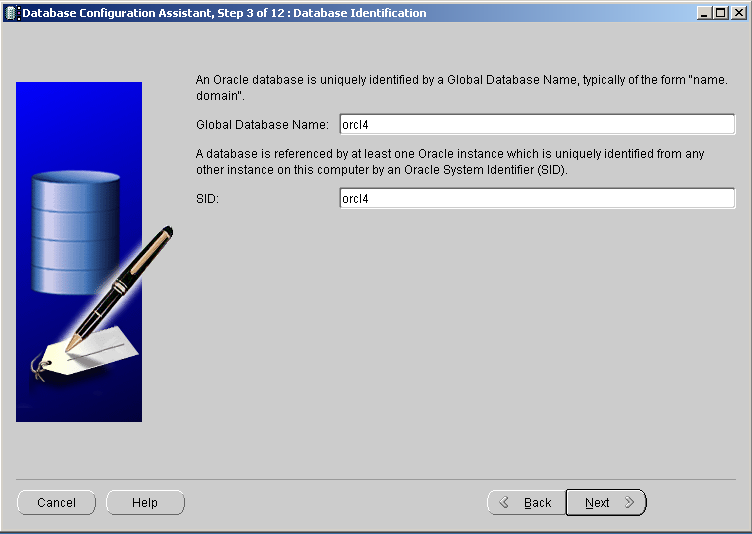 Database Configuration Assistant, Step 3 of 12 : Database Identification
An Oracle database is uniquely identified by a Global Database Name, typically of the form "name.
domain".
Global Database Name: orcl4
A database is referenced by at least one Oracle instance which is uniquely identified from any
other instance on this computer by an Oracle System Identifier (SID).
SID: orcl4
Cancel Help Back Next